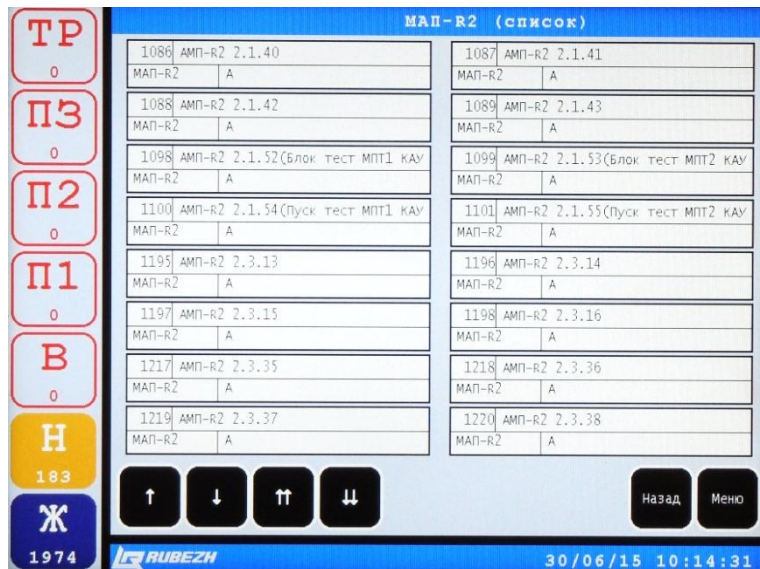 МАП-R2 (список)
ТР
0
ПЗ
0
П2
0
П1
0
В
0
Н
183
Ж
1974
1086 АМП-R2 2.1.40
МАП-R2 А
1087 АМП-R2 2.1.41
МАП-R2 А
1088 АМП-R2 2.1.42
МАП-R2 А
1089 АМП-R2 2.1.43
МАП-R2 А
1098 АМП-R2 2.1.52(Блок тест МПТ1 КАУ
МАП-R2 А
1099 АМП-R2 2.1.53(Блок тест МПТ2 КАУ
МАП-R2 А
1100 АМП-R2 2.1.54(Пуск тест МПТ1 КАУ
МАП-R2 А
1101 АМП-R2 2.1.55(Пуск тест МПТ2 КАУ
МАП-R2 А
1195 АМП-R2 2.3.13
МАП-R2 А
1196 АМП-R2 2.3.14
МАП-R2 А
1197 АМП-R2 2.3.15
МАП-R2 А
1198 АМП-R2 2.3.16
МАП-R2 А
1217 АМП-R2 2.3.35
МАП-R2 А
1218 АМП-R2 2.3.36
МАП-R2 А
1219 АМП-R2 2.3.37
МАП-R2 А
1220 АМП-R2 2.3.38
МАП-R2 А
↑ ↓ ⇈ ⇊ Назад Меню
RUBEZH 30/06/15 10:14:31